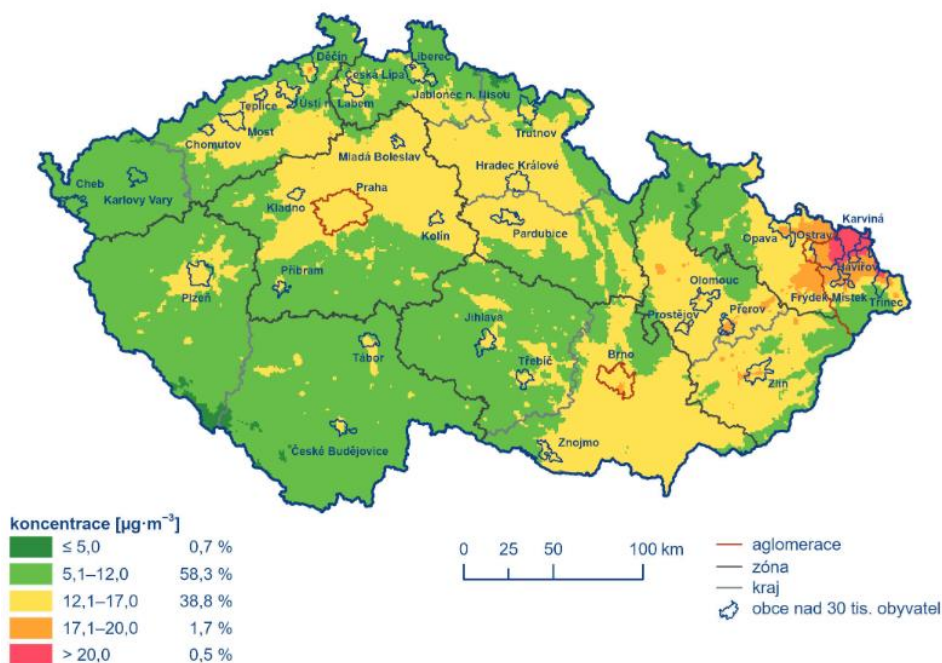 Děčín
Liberec
Česká Lípa
Teplice
Ústí n. Labem
Jablonec n. Nisou
Most
Trutnov
Chomutov
Mladá Boleslav
Hradec Králové
Cheb
Karlovy Vary
Praha
Kladno
Kolín
Pardubice
Karviná
Opava
Ostrava
Havířov
Příbram
Plzeň
Olomouc
Frýdek-Místek
Třinec
Jihlava
Prostějov
Přerov
Tábor
Třebíč
Brno
Zlín
Znojmo
České Budějovice
koncentrace [µg·m⁻³]
≤ 5,0 0,7 %
5,1–12,0 58,3 %
12,1–17,0 38,8 %
17,1–20,0 1,7 %
> 20,0 0,5 %
0 25 50 100 km
aglomerace
zóna
kraj
obce nad 30 tis. obyvatel